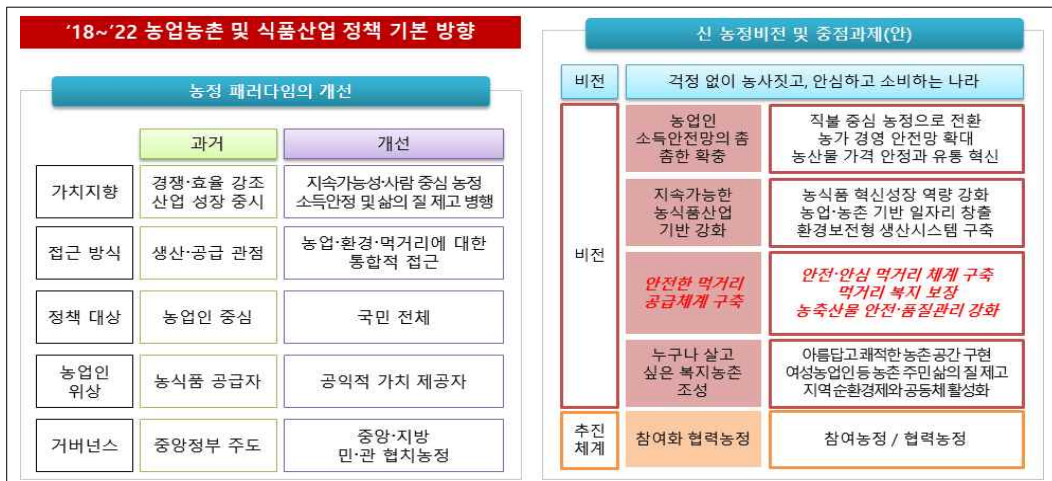 '18~'22 농업농촌 및 식품산업 정책 기본 방향
농정 패러다임의 개선
과거
개선
가치지향
경쟁·효율 강조
산업 성장 중시
지속가능성·사람 중심 농정
소득안정 및 삶의 질 제고 병행
접근 방식
생산·공급 관점
농업·환경·먹거리에 대한
통합적 접근
정책 대상
농업인 중심
국민 전체
농업인
위상
농식품 공급자
공익적 가치 제공자
거버넌스
중앙정부 주도
중앙·지방
민·관 협치농정
신 농정비전 및 중점과제(안)
비전
걱정 없이 농사짓고, 안심하고 소비하는 나라
비전
농업인
소득안전망의 촘
촘한 확충
직불 중심 농정으로 전환
농가 경영 안전망 확대
농산물 가격 안정과 유통 혁신
지속가능한
농식품산업
기반 강화
농식품 혁신성장 역량 강화
농업·농촌 기반 일자리 창출
환경보전형 생산시스템 구축
안전한 먹거리
공급체계 구축
안전·안심 먹거리 체계 구축
먹거리 복지 보장
농축산물 안전·품질관리 강화
누구나 살고
싶은 복지농촌
조성
아름답고 쾌적한 농촌 공간 구현
여성농업인 등 농촌 주민 삶의 질 제고
지역 순환경제와 공동체 활성화
추진
체계
참여화 협력농정
참여농정 / 협력농정